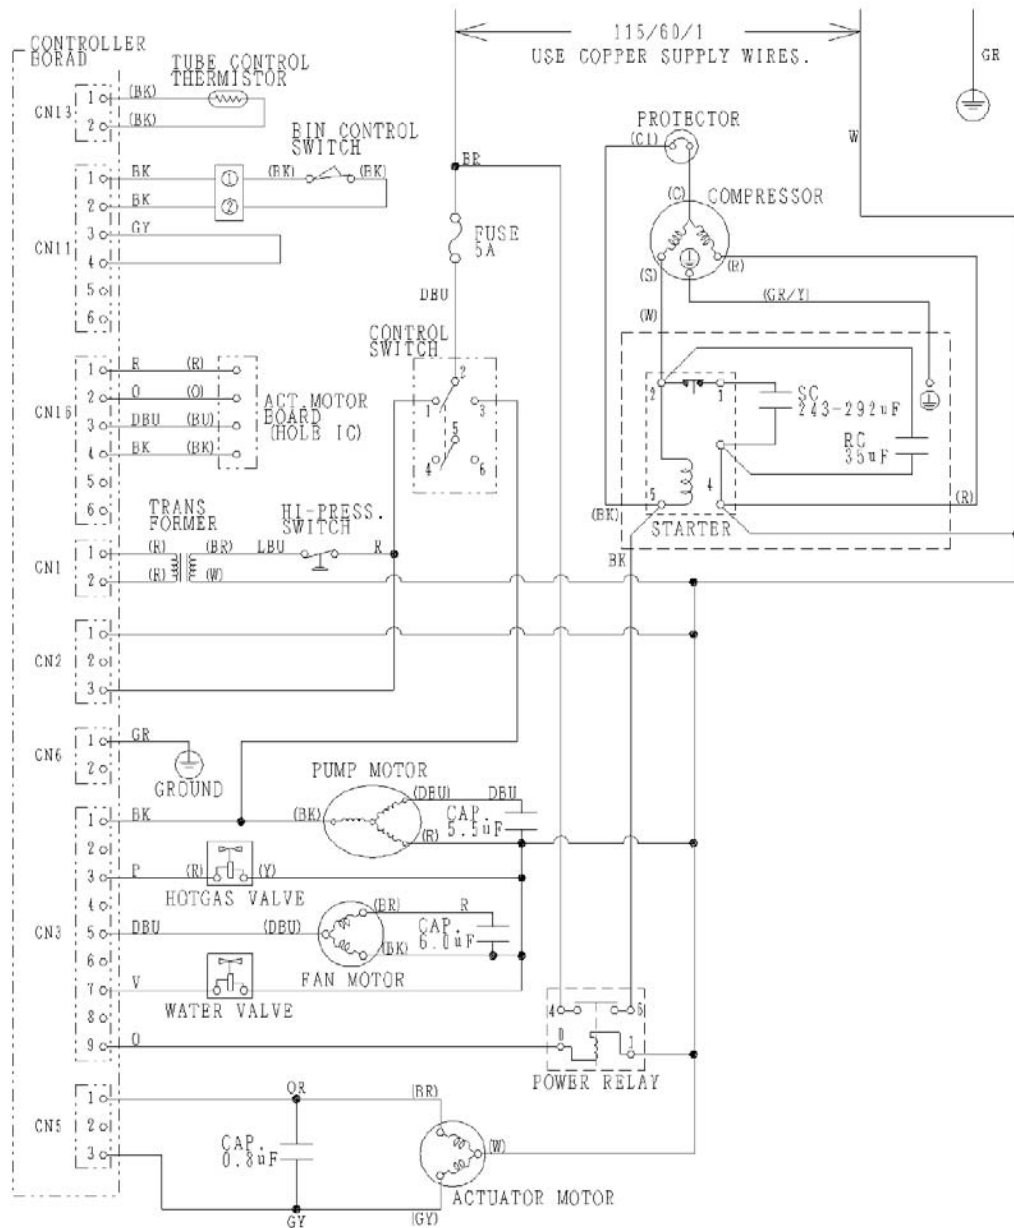 115/60/1
USE COPPER SUPPLY WIRES.
GR
W
CONTROLLER
BORAD
TUBE CONTROL
THERMISTOR
CN13
1 (BK)
2 (BK)
BIN CONTROL
SWITCH
CN11
1 BK ① (BK) (BK)
2 BK ②
3 GY
4
5
6
BR
FUSE
5A
DBU
PROTECTOR
(C1)
(C)
COMPRESSOR
(S)
(R)
(GR/Y)
(W)
CONTROL
SWITCH
2
1
3
5
4
6
CN16
1 R (R)
2 O (O)
3 DBU (BU)
4 BK (BK)
5
6
ACT.MOTOR
BOARD
(HOLE IC)
2
1
SC
243-292uF
RC
35uF
5
4
(BK)
(R)
STARTER
BK
TRANS
FORMER
HI-PRESS.
SWITCH
CN1
1 (R) (BR) LBU R
2 (R) (W)
CN2
1
2
3
CN6
1 GR
2
GROUND
PUMP MOTOR
(DBU) DBU
CAP.
5.5uF
(R)
CN3
1 BK (BK)
2
3 P (R) (Y)
HOTGAS VALVE
4
5 DBU (DBU)
(BR) R
CAP.
6.0uF
(BK)
FAN MOTOR
6
7 V
WATER VALVE
8
9 O
4
6
0
1
POWER RELAY
CN5
1 OR (BR)
2
3
CAP.
0.8uF
(W)
ACTUATOR MOTOR
GY (GY)